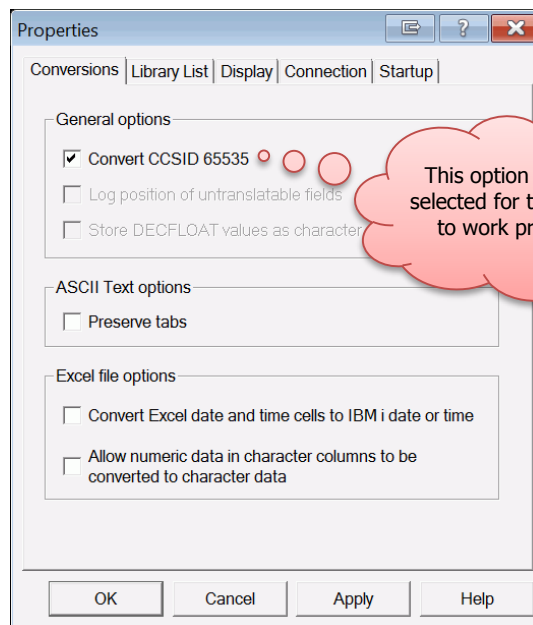 Properties
Conversions Library List Display Connection Startup
General options
Convert CCSID 65535
Log position of untranslatable fields
Store DECFLOAT values as character
This option
selected for
to work
ASCII Text options
Preserve tabs
Excel file options
Convert Excel date and time cells to IBM i date or time
Allow numeric data in character columns to be
converted to character data
OK Cancel Apply Help